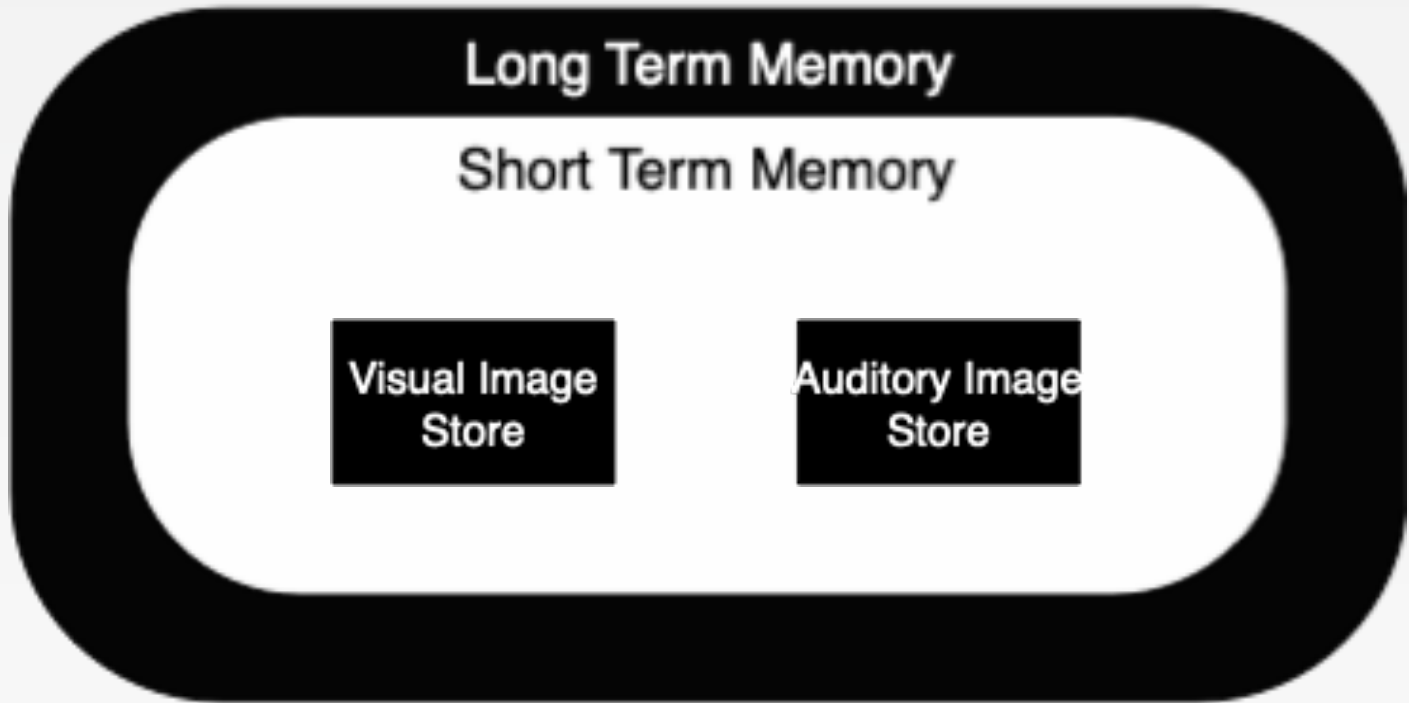 Long Term Memory
Short Term Memory
Visual Image
Store
Auditory Image
Store